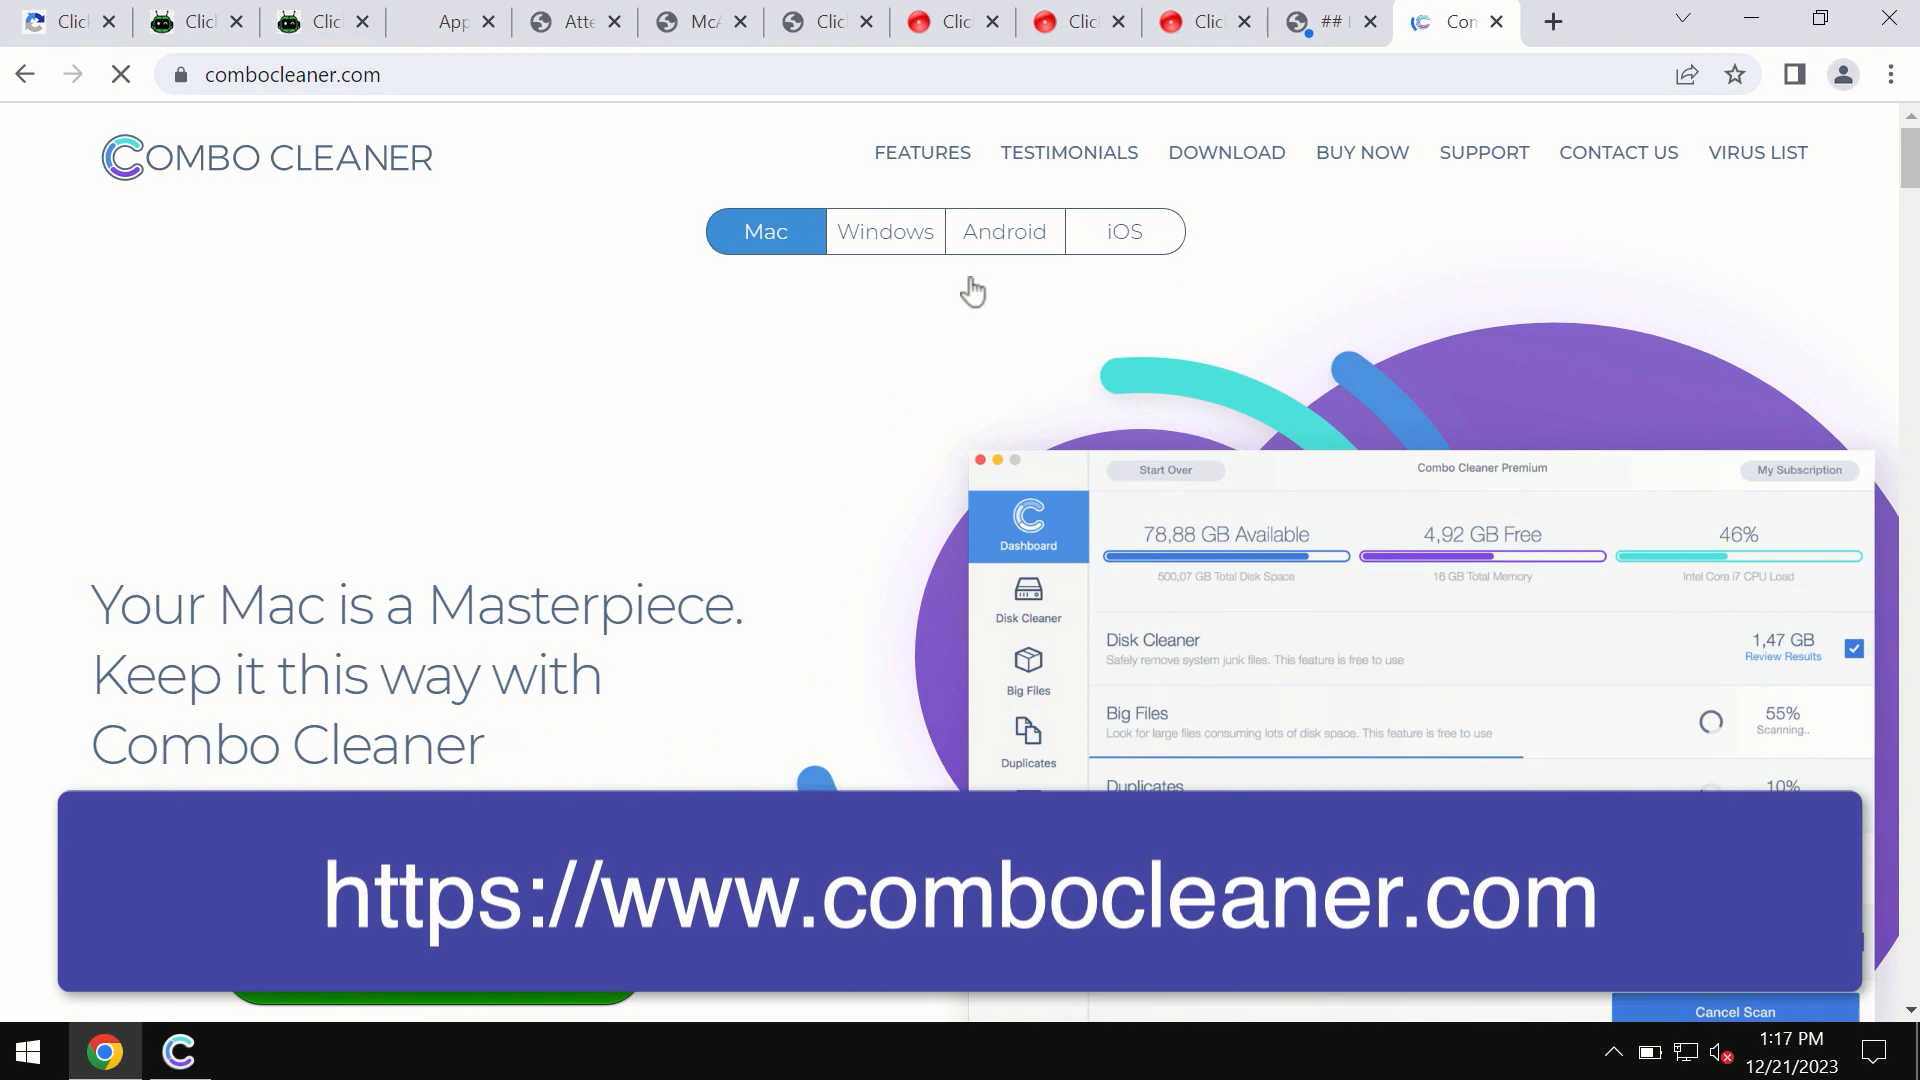 Clic
Clic
Clic
App
Atte
McA
Clic
Clic
Clic
Clic
##
Com
combocleaner.com
COMBO CLEANER
FEATURES
TESTIMONIALS
DOWNLOAD
BUY NOW
SUPPORT
CONTACT US
VIRUS LIST
Mac
Windows
Android
iOS
Your Mac is a Masterpiece.
Keep it this way with
Combo Cleaner
Start Over
Combo Cleaner Premium
My Subscription
Dashboard
78,88 GB Available
4,92 GB Free
46%
500,07 GB Total Disk Space
16 GB Total Memory
Intel Core i7 CPU Load
Disk Cleaner
Disk Cleaner
Safely remove system junk files. This feature is free to use
1,47 GB
Review Results
Big Files
Big Files
Look for large files consuming lots of disk space. This feature is free to use
55%
Scanning..
Duplicates
Duplicates
10%
https://www.combocleaner.com
Cancel Scan
1:17 PM
12/21/2023